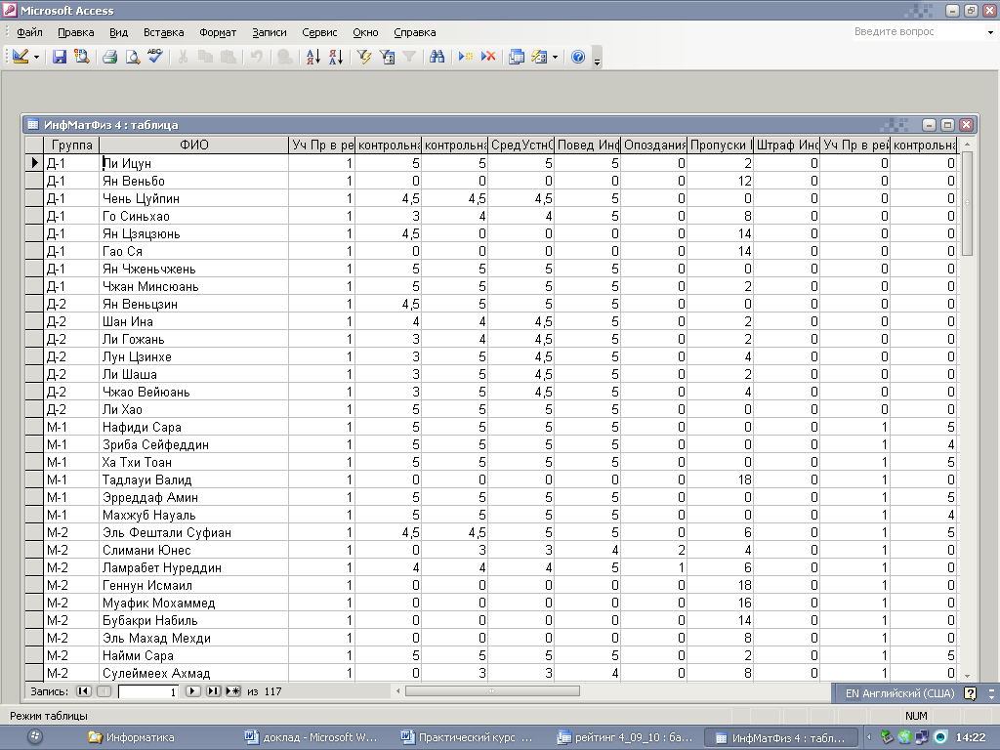 Microsoft Access
Файл Правка Вид Вставка Формат Записи Сервис Окно Справка Введите вопрос
ИнфМатФиз 4 : таблица
Группа ФИО Уч Пр в ре контрольна контрольна СредУстнС Повед Инф Опоздания Пропуски Штраф Инс Уч Пр в рей контрольна
Д-1 Ли Ицун 1 5 5 5 5 0 2 0 0 0
Д-1 Ян Веньбо 1 0 0 0 0 0 12 0 0 0
Д-1 Чень Цуйпин 1 4,5 4,5 4,5 5 0 0 0 0 0
Д-1 Го Синьхао 1 3 4 4 5 0 8 0 0 0
Д-1 Ян Цзяцзюнь 1 4,5 0 0 0 0 14 0 0 0
Д-1 Гао Ся 1 0 0 0 0 0 14 0 0 0
Д-1 Ян Чженьчжень 1 5 5 5 5 0 0 0 0 0
Д-1 Чжан Минсюань 1 5 5 5 5 0 2 0 0 0
Д-2 Ян Веньцзин 1 4,5 5 5 5 0 0 0 0 0
Д-2 Шан Ина 1 4 4 4,5 5 0 2 0 0 0
Д-2 Ли Гожань 1 3 4 4,5 5 0 2 0 0 0
Д-2 Лун Цзинхе 1 3 5 4,5 5 0 4 0 0 0
Д-2 Ли Шаша 1 3 5 4,5 5 0 2 0 0 0
Д-2 Чжао Вейюань 1 3 5 4,5 5 0 4 0 0 0
Д-2 Ли Хао 1 5 5 5 5 0 0 0 0 0
М-1 Нафиди Сара 1 5 5 5 5 0 0 0 1 5
М-1 Зриба Сейфеддин 1 5 5 5 5 0 0 0 1 4
М-1 Ха Тхи Тоан 1 5 5 5 5 0 0 0 1 5
М-1 Тадлауи Валид 1 0 0 0 0 0 18 0 1 0
М-1 Эрреддаф Амин 1 5 5 5 5 0 0 0 1 5
М-1 Махжуб Науаль 1 5 5 5 5 0 0 0 1 4
М-2 Эль Фештали Суфиан 1 4,5 4,5 5 5 0 6 0 1 5
М-2 Слимани Юнес 1 0 3 3 4 2 4 0 1 0
М-2 Ламрабет Нуреддин 1 4 4 4 5 1 6 0 1 0
М-2 Геннун Исмаил 1 0 0 0 0 0 18 0 1 0
М-2 Муафик Мохаммед 1 0 0 0 0 0 16 0 1 0
М-2 Бубакри Набиль 1 0 0 0 0 0 14 0 1 0
М-2 Эль Махад Мехди 1 0 0 0 0 0 8 0 1 0
М-2 Найми Сара 1 5 5 5 5 0 2 0 1 5
М-2 Сулеймеех Ахмад 1 0 3 3 4 0 8 0 1 0
Запись: 1 из 117
EN Английский (США)
Режим таблицы NUM
Информатика доклад - Microsoft W... Практический курс ... рейтинг 4_09_10 : ба... ИнфМатФиз 4 : табл... 14:22